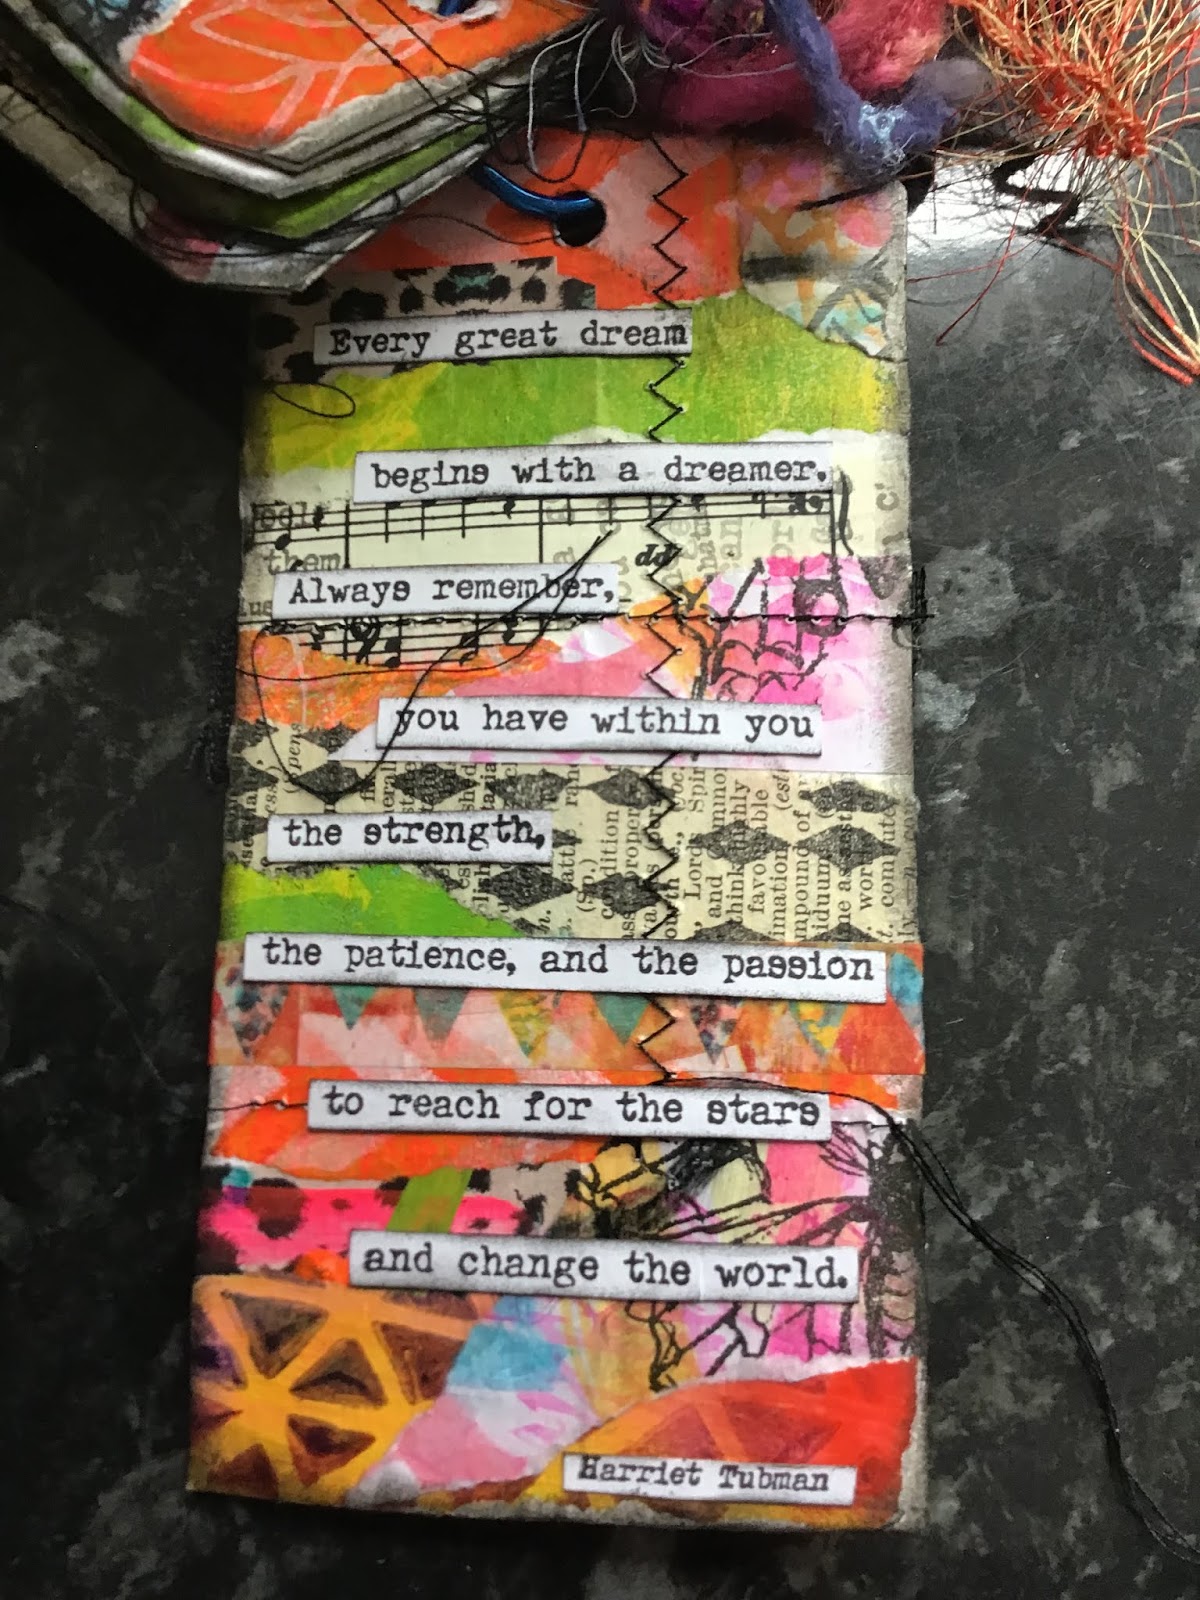 Every great dream
begins with a dreamer.
them
Always remember,
you have within you
the strength,
the patience, and the passion
to reach for the stars
and change the world.
Harriet Tubman